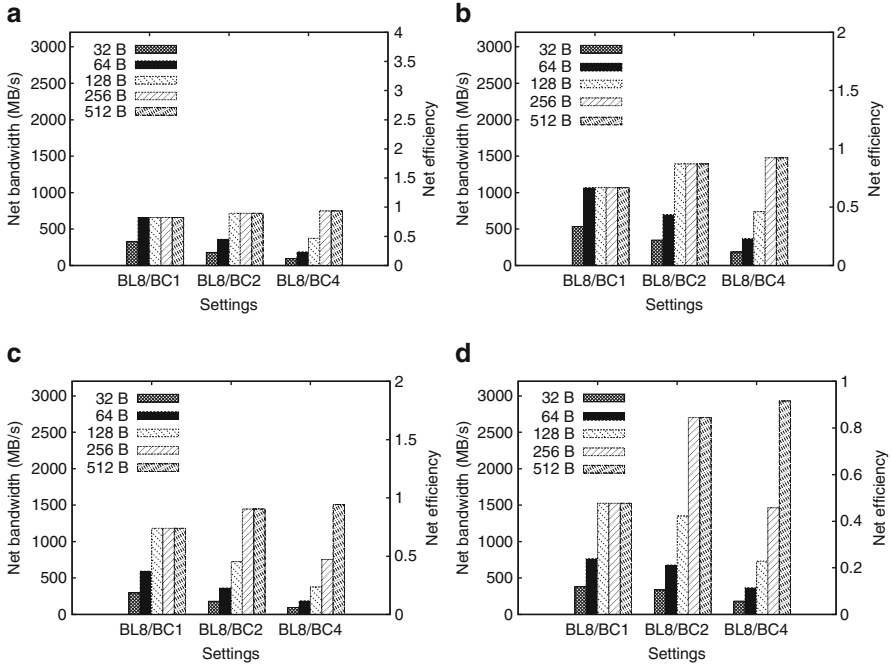 a
Net bandwidth (MB/s)
3000
2500
2000
1500
1000
500
0
32 B
64 B
128 B
256 B
512 B
4
3.5
3
2.5
2
1.5
1
0.5
0
Net efficiency
BL8/BC1 BL8/BC2 BL8/BC4
Settings
b
Net bandwidth (MB/s)
3000
2500
2000
1500
1000
500
0
32 B
64 B
128 B
256 B
512 B
2
1.5
1
0.5
0
Net efficiency
BL8/BC1 BL8/BC2 BL8/BC4
Settings
c
Net bandwidth (MB/s)
3000
2500
2000
1500
1000
500
0
32 B
64 B
128 B
256 B
512 B
2
1.5
1
0.5
0
Net efficiency
BL8/BC1 BL8/BC2 BL8/BC4
Settings
d
Net bandwidth (MB/s)
3000
2500
2000
1500
1000
500
0
32 B
64 B
128 B
256 B
512 B
1
0.8
0.6
0.4
0.2
0
Net efficiency
BL8/BC1 BL8/BC2 BL8/BC4
Settings